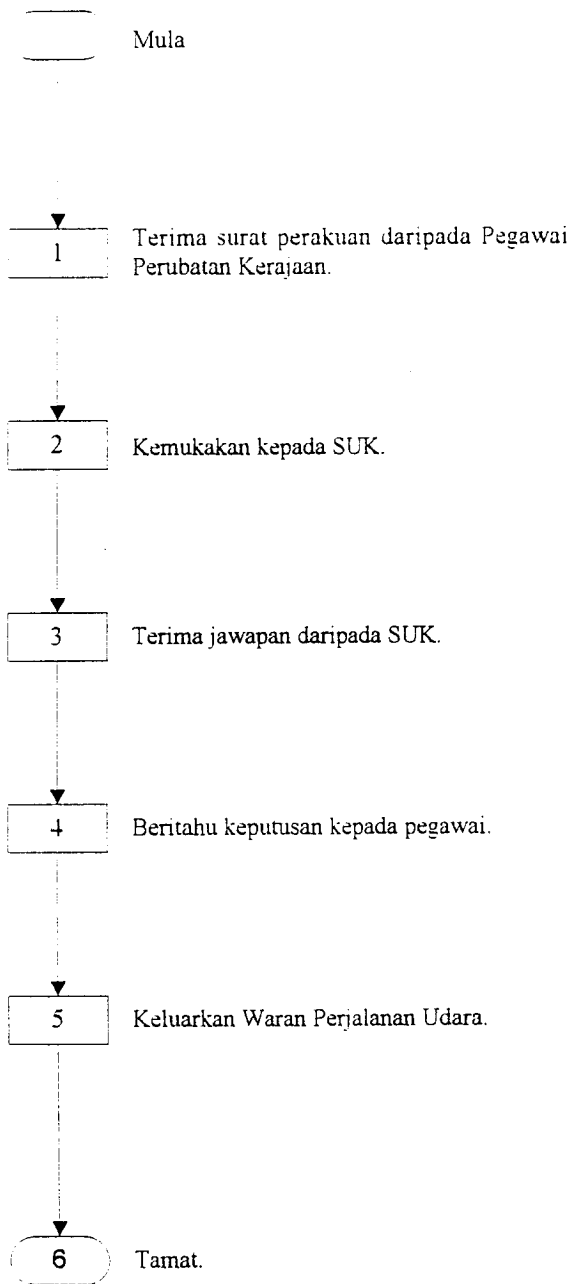 Mula
1 Terima surat perakuan daripada Pegawai
Perubatan Kerajaan.
2 Kemukakan kepada SUK.
3 Terima jawapan daripada SUK.
4 Beritahu keputusan kepada pegawai.
5 Keluarkan Waran Perjalanan Udara.
6 Tamat.